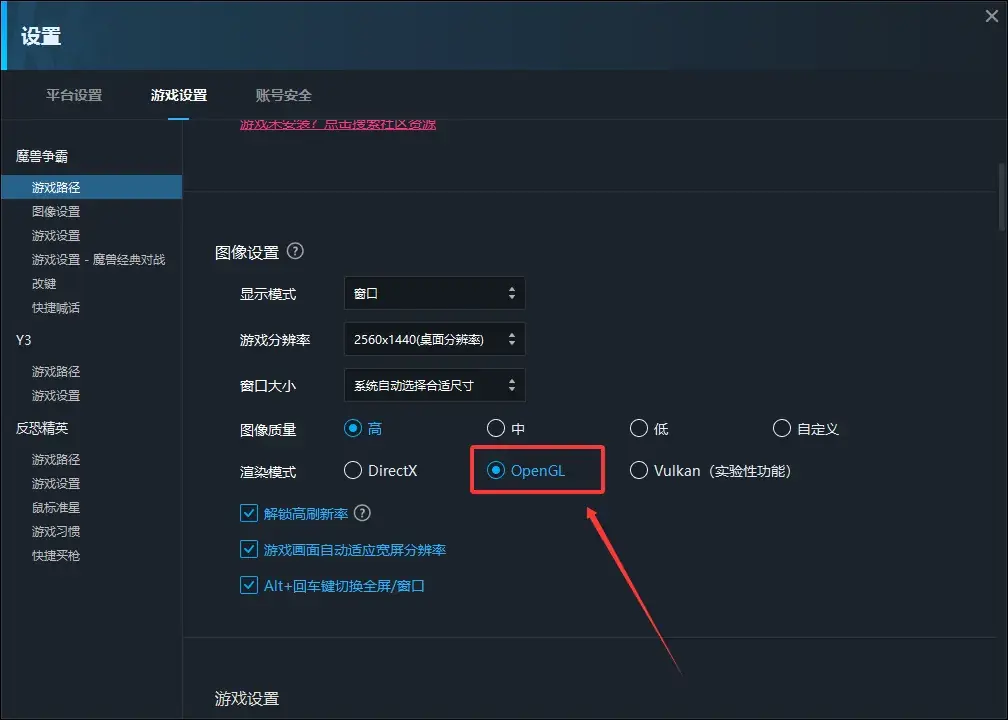 设置
平台设置 游戏设置 账号安全
游戏未安装？点击搜索社区资源
魔兽争霸
游戏路径
图像设置
游戏设置
游戏设置 - 魔兽经典对战
改键
快捷喊话
Y3
游戏路径
游戏设置
反恐精英
游戏路径
游戏设置
鼠标准星
游戏习惯
快捷买枪
图像设置 ?
显示模式 窗口
游戏分辨率 2560x1440(桌面分辨率)
窗口大小 系统自动选择合适尺寸
图像质量 高 中 低 自定义
渲染模式 DirectX OpenGL Vulkan（实验性功能）
解锁高刷新率 ?
游戏画面自动适应宽屏分辨率
Alt+回车键切换全屏/窗口
游戏设置